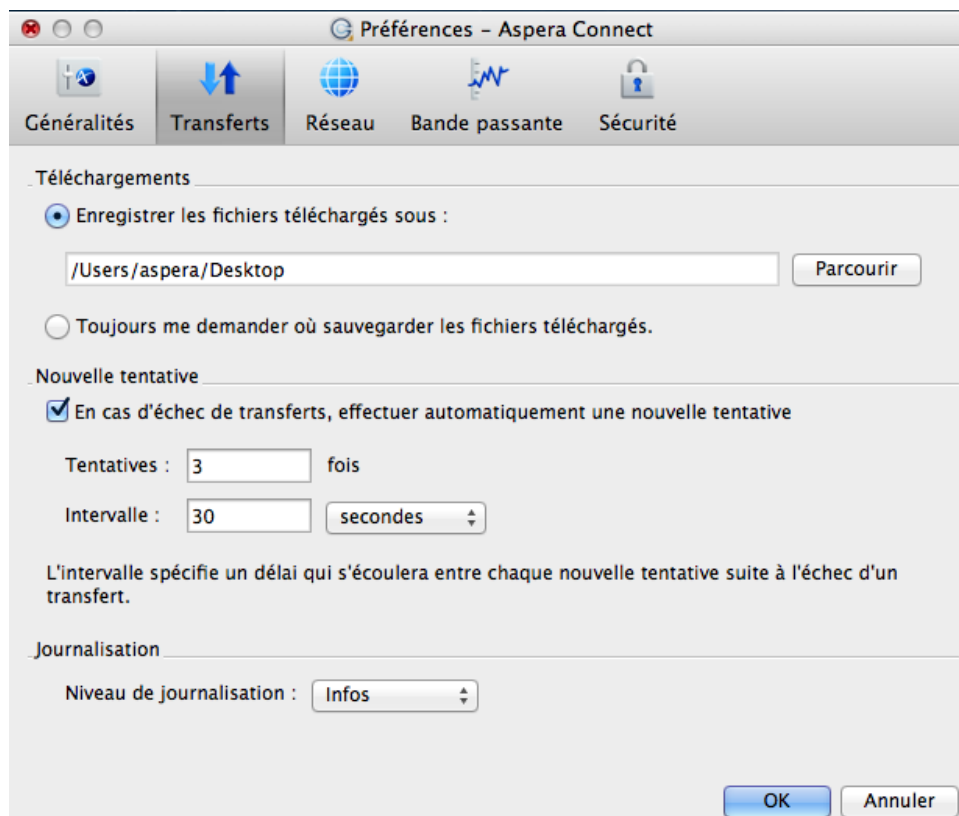 Préférences – Aspera Connect
Généralités Transferts Réseau Bande passante Sécurité
Téléchargements
Enregistrer les fichiers téléchargés sous :
/Users/aspera/Desktop Parcourir
Toujours me demander où sauvegarder les fichiers téléchargés.
Nouvelle tentative
En cas d'échec de transferts, effectuer automatiquement une nouvelle tentative
Tentatives : 3 fois
Intervalle : 30 secondes
L'intervalle spécifie un délai qui s'écoulera entre chaque nouvelle tentative suite à l'échec d'un
transfert.
Journalisation
Niveau de journalisation : Infos
OK Annuler